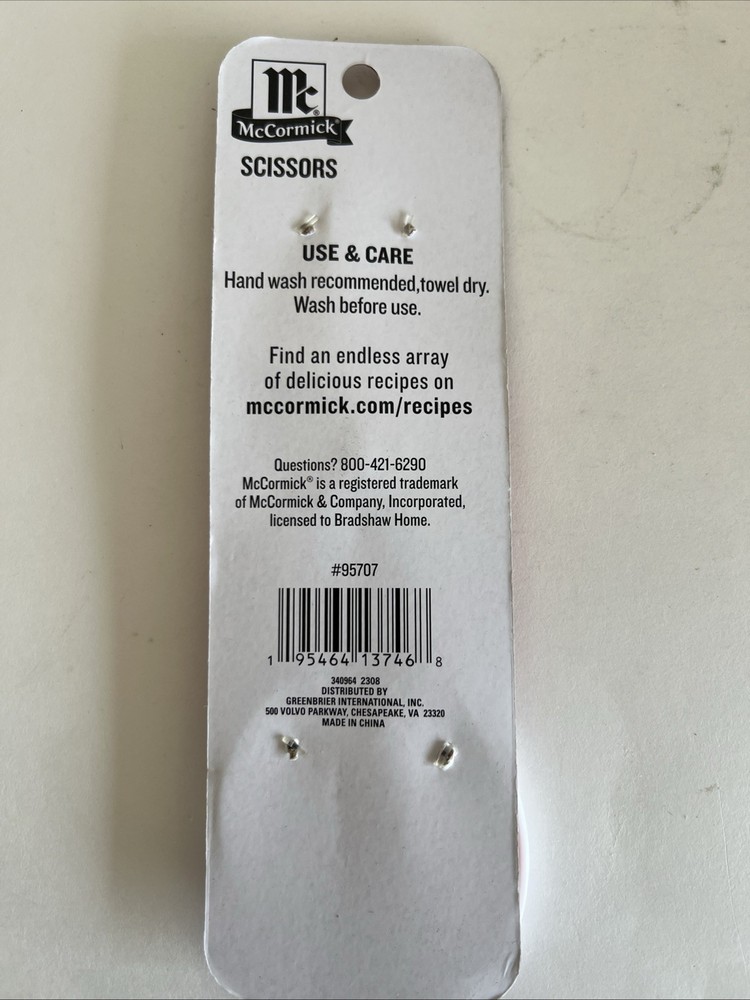 Mc®
McCormick®
SCISSORS
USE & CARE
Hand wash recommended,towel dry.
Wash before use.
Find an endless array
of delicious recipes on
mccormick.com/recipes
Questions? 800-421-6290
McCormick® is a registered trademark
of McCormick & Company, Incorporated,
licensed to Bradshaw Home.
#95707
1 95464 13746 8
340964 2308
DISTRIBUTED BY
GREENBRIER INTERNATIONAL, INC.
500 VOLVO PARKWAY, CHESAPEAKE, VA 23320
MADE IN CHINA